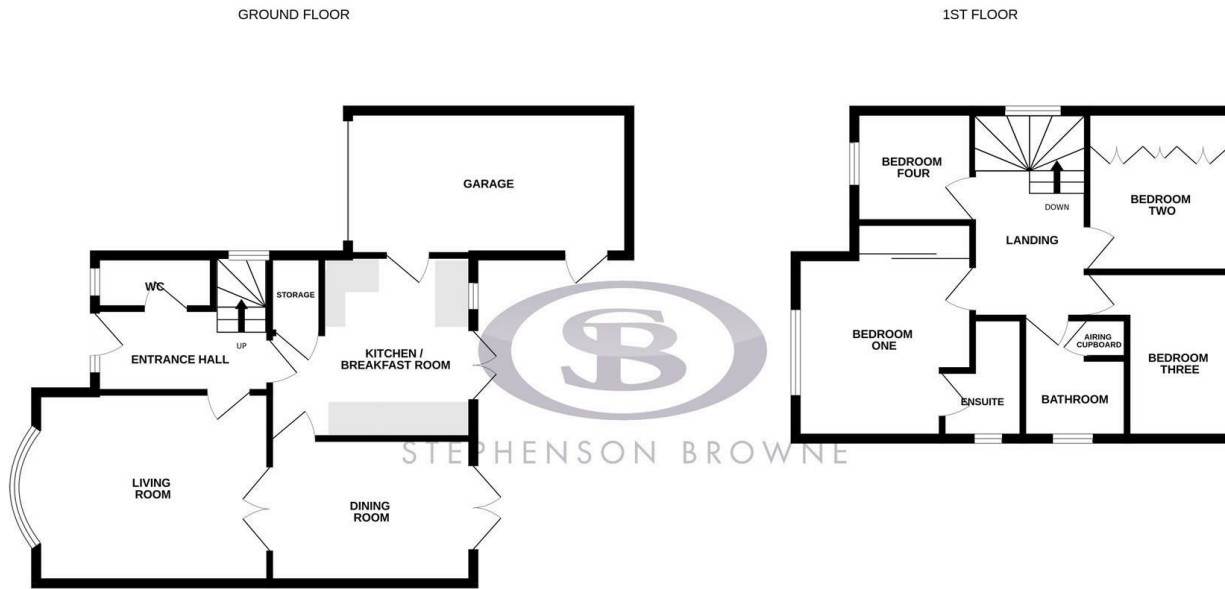 GROUND FLOOR
1ST FLOOR
GARAGE
WC
STORAGE
UP
ENTRANCE HALL
KITCHEN /
BREAKFAST ROOM
LIVING
ROOM
DINING
ROOM
BEDROOM
FOUR
DOWN
BEDROOM
TWO
LANDING
BEDROOM
ONE
AIRING
CUPBOARD
BEDROOM
THREE
ENSUITE
BATHROOM
SB
STEPHENSON BROWNE